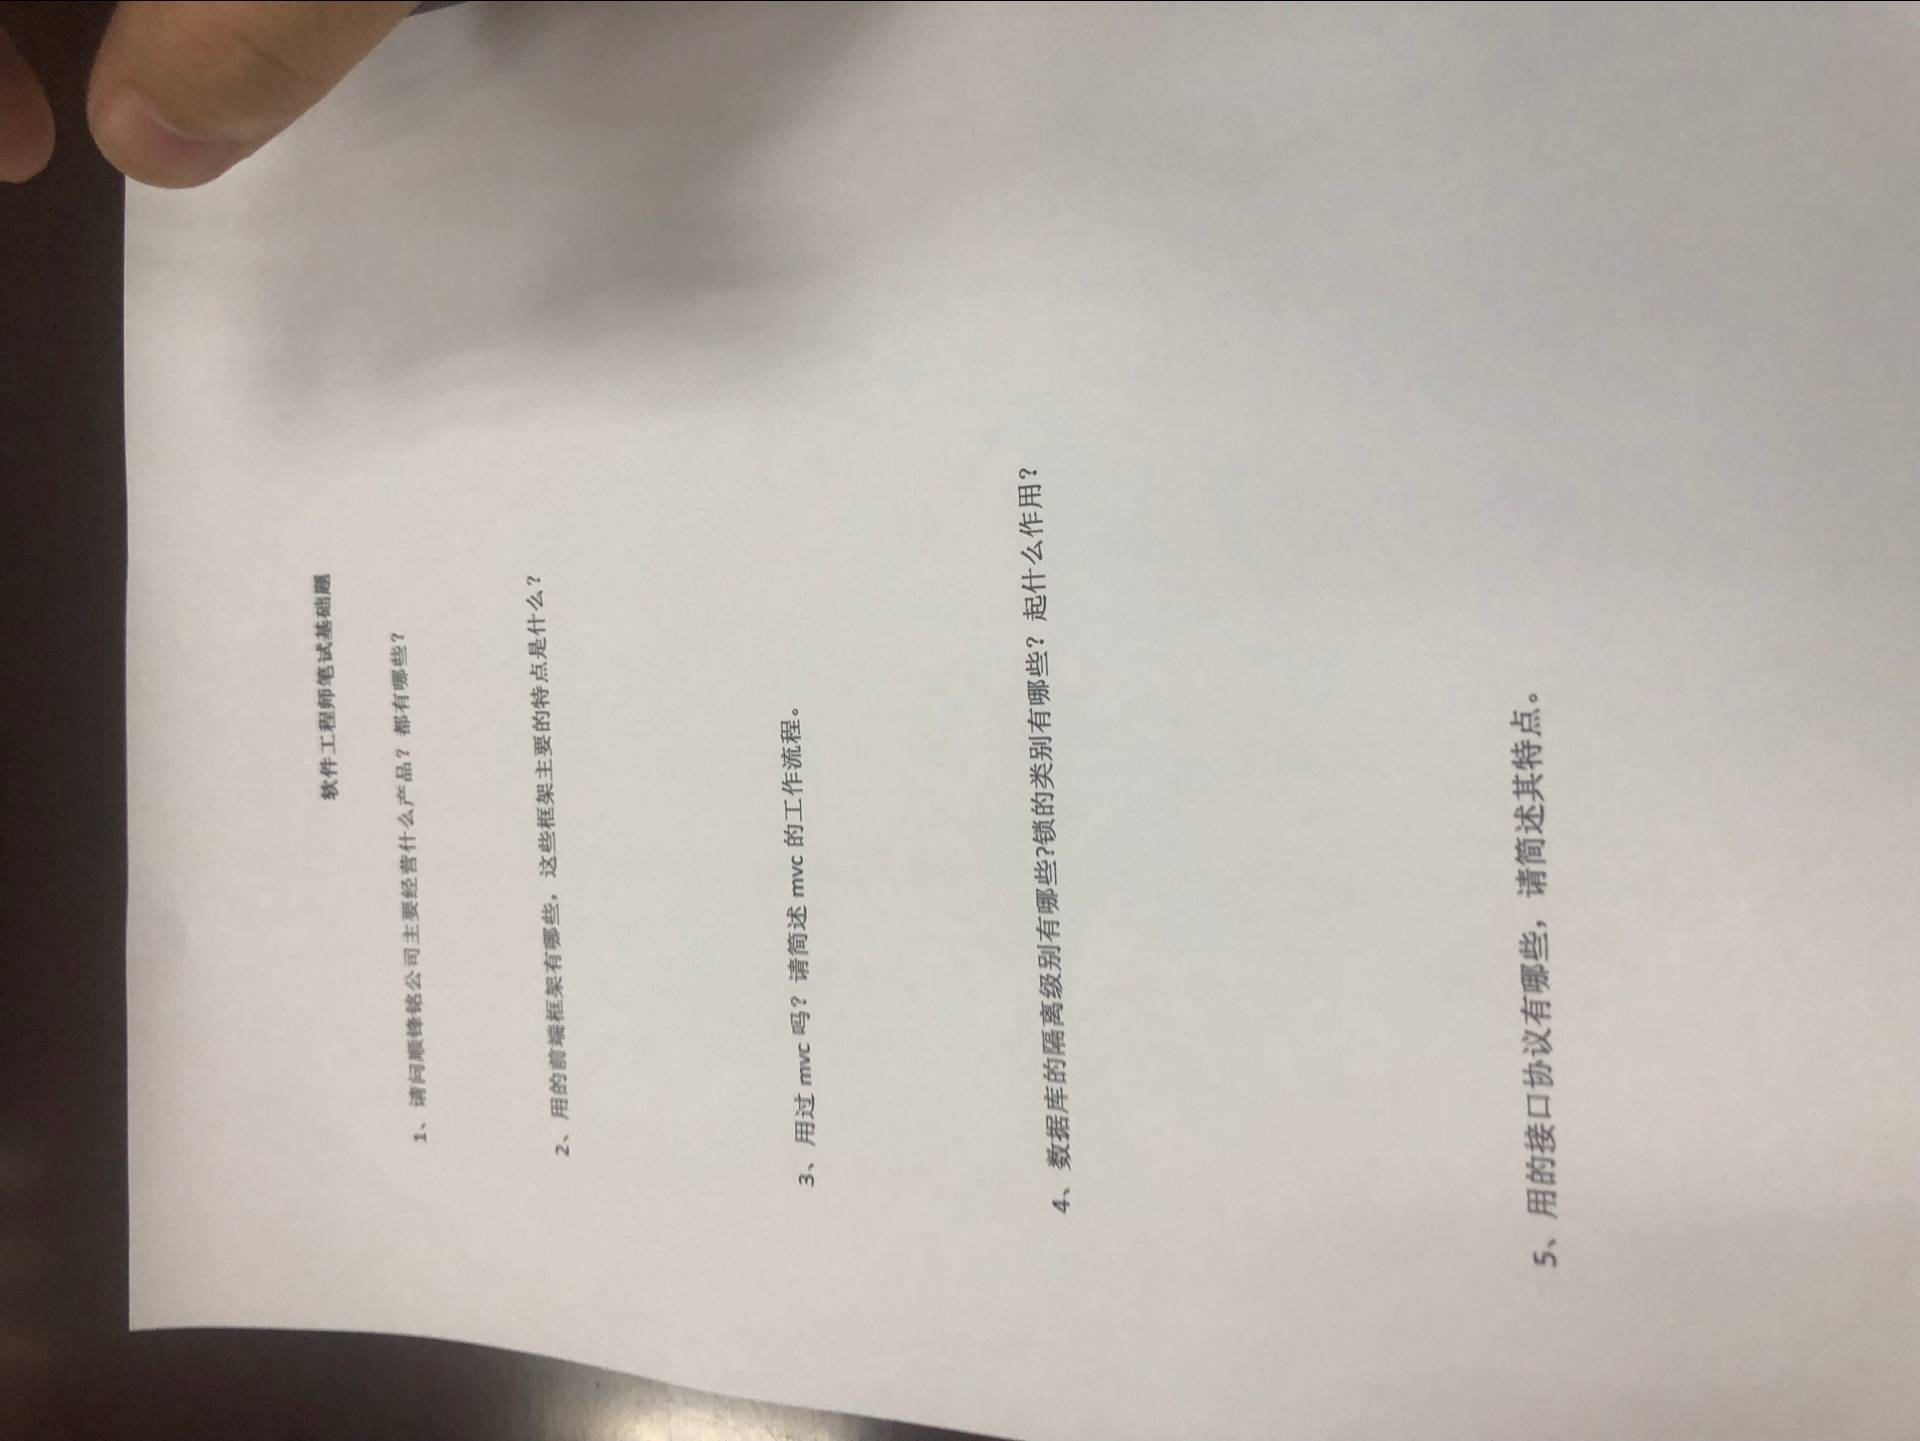 软件工程师笔试基础题
1、请问顺锋铭公司主要经营什么产品？都有哪些？
2、用的前端框架有哪些，这些框架主要的特点是什么？
3、用过 mvc 吗？请简述 mvc 的工作流程。
4、数据库的隔离级别有哪些?锁的类别有哪些？起什么作用？
5、用的接口协议有哪些，请简述其特点。